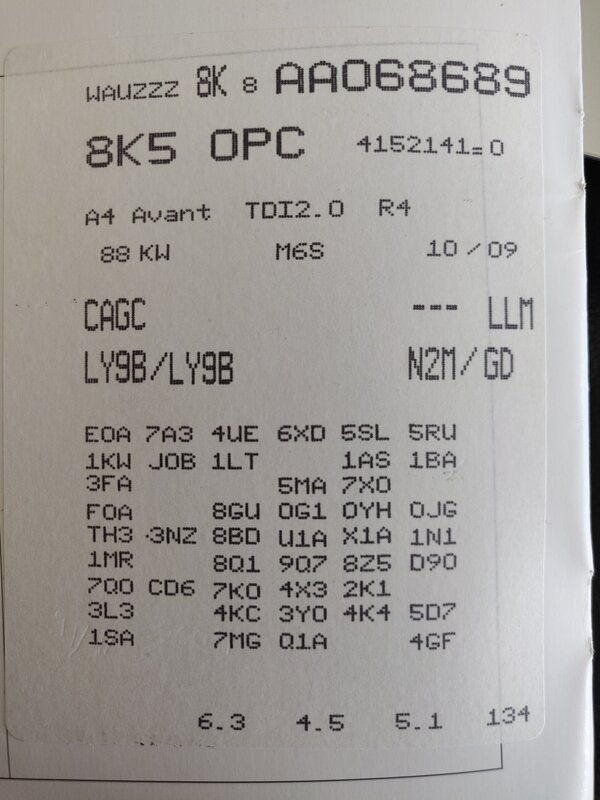 WAUZZZ 8K 8 AA068689
8K5 0PC 4152141=0
A4 Avant TDI2.0 R4
88 KW M6S 10/09
CAGC --- LLM
LY9B/LY9B N2M/GD
E0A 7A3 4UE 6XD 5SL 5RU
1KW J0B 1LT 1AS 1BA
3FA 5MA 7X0
F0A 8GU 0G1 0YH 0JG
TH3 3NZ 8BD U1A X1A 1N1
1MR 8Q1 9Q7 8Z5 D90
7Q0 CD6 7K0 4X3 2K1
3L3 4KC 3Y0 4K4 5D7
1SA 7MG Q1A 4GF
6.3 4.5 5.1 134